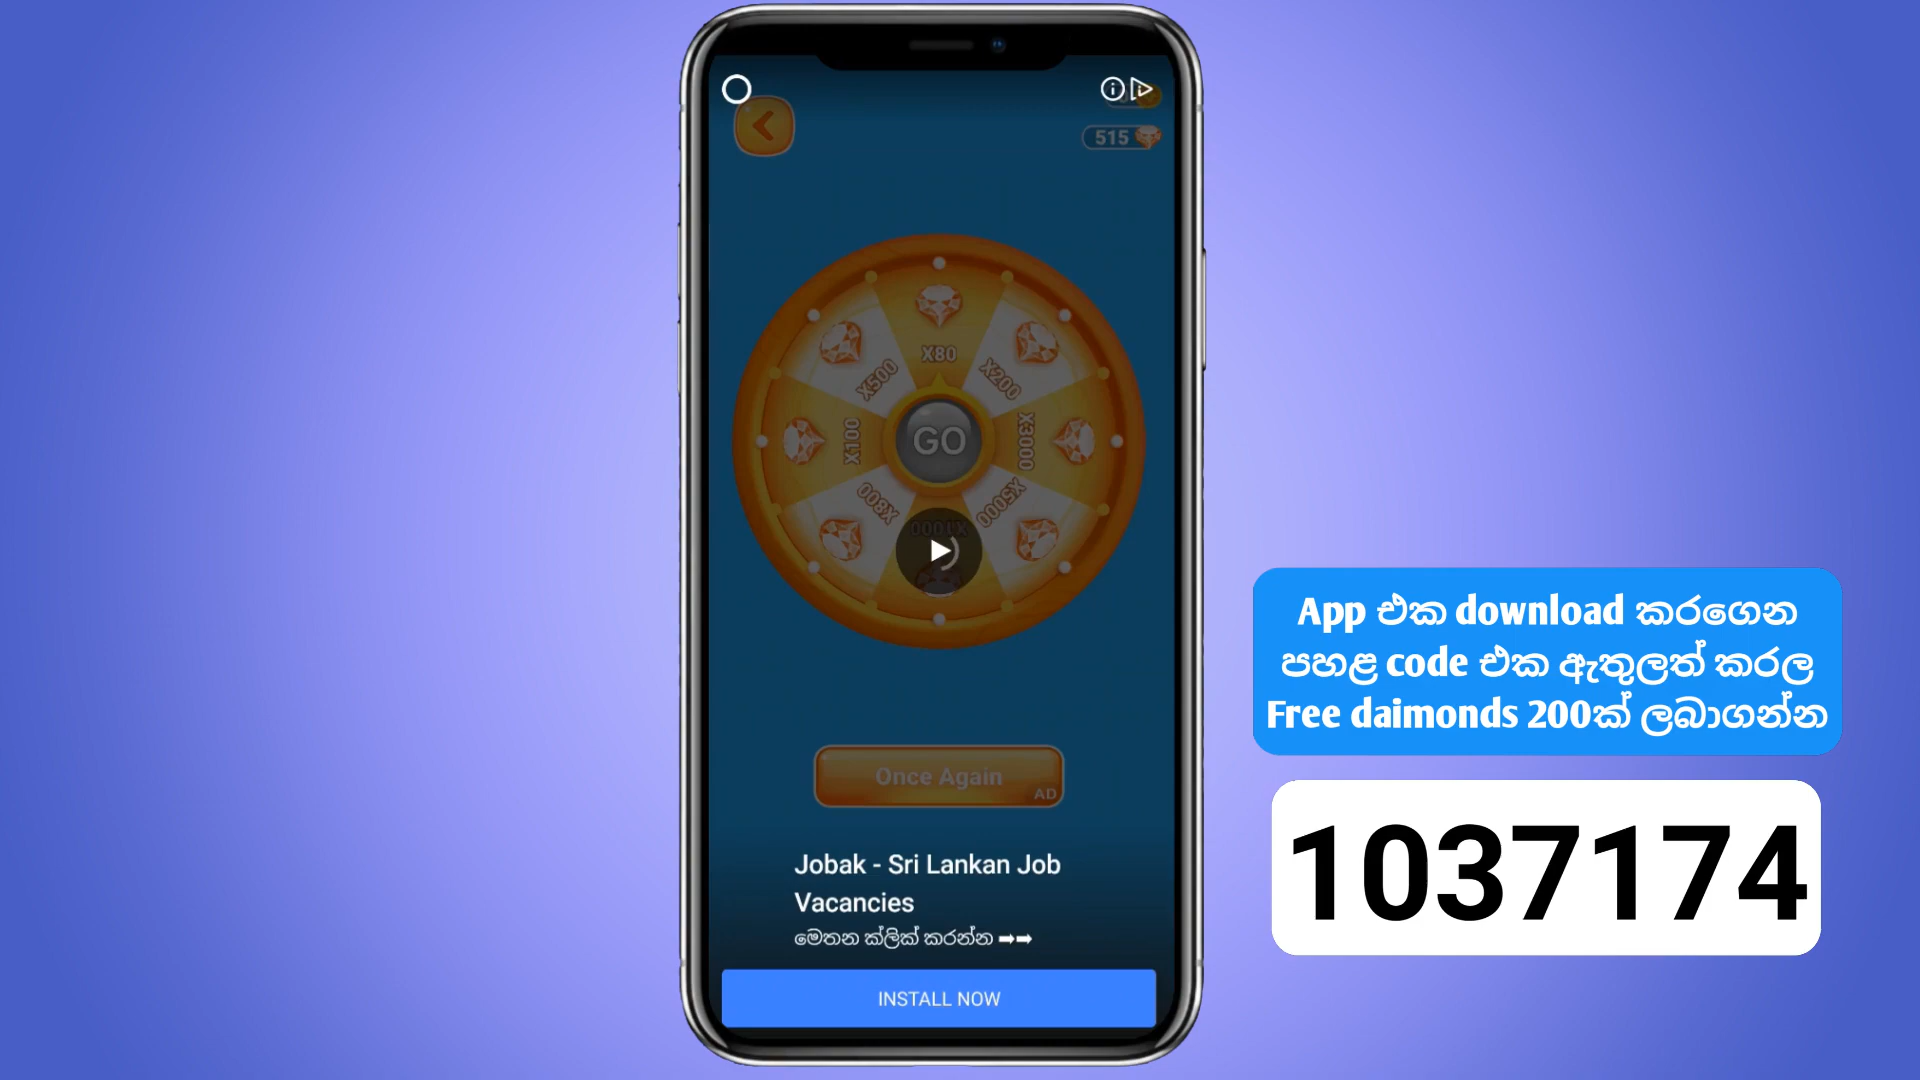 515
X80
X200
X3000
X5000
X1000
X800
X100
X500
GO
Once Again
AD
Jobak - Sri Lankan Job
Vacancies
මෙතන ක්ලික් කරන්න ➡➡
INSTALL NOW
App එක download කරගෙන
පහළ code එක ඇතුලත් කරල
Free daimonds 200ක් ලබාගන්න
1037174